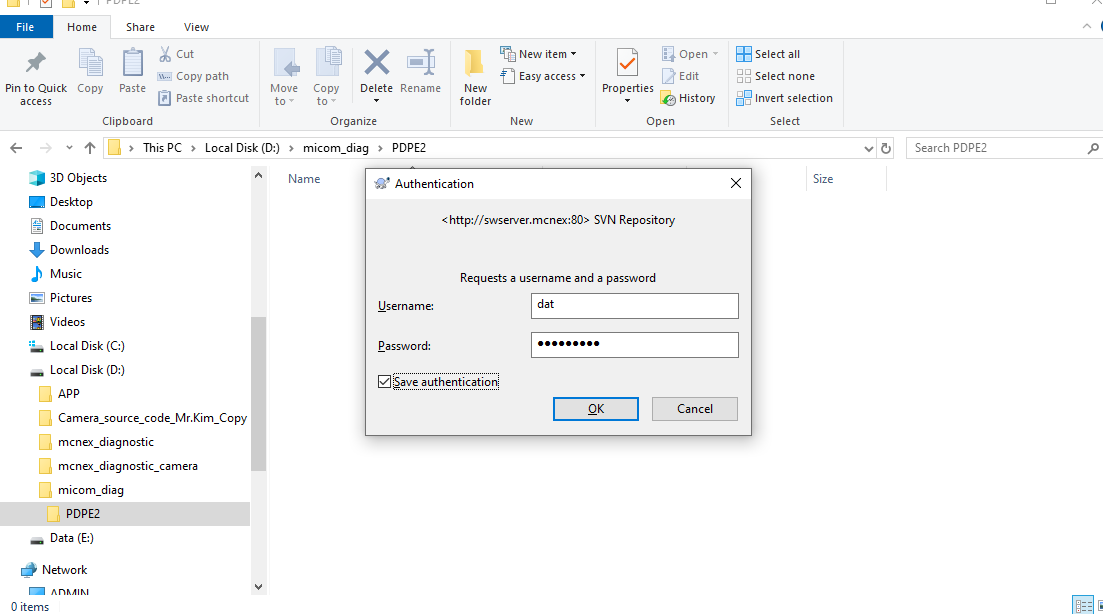 PDPE2
File Home Share View
Pin to Quick access
Copy
Paste
Cut
Copy path
Paste shortcut
Clipboard
Move to
Copy to
Delete
Rename
Organize
New folder
New item
Easy access
New
Properties
Open
Edit
History
Open
Select all
Select none
Invert selection
Select
This PC > Local Disk (D:) > micom_diag > PDPE2
Search PDPE2
3D Objects
Desktop
Documents
Downloads
Music
Pictures
Videos
Local Disk (C:)
Local Disk (D:)
APP
Camera_source_code_Mr.Kim_Copy
mcnex_diagnostic
mcnex_diagnostic_camera
micom_diag
PDPE2
Data (E:)
Network
ADMIN
0 items
Name
Size
Authentication
<http://swserver.mcnex:80> SVN Repository
Requests a username and a password
Username: dat
Password: •••••••••
Save authentication
OK Cancel